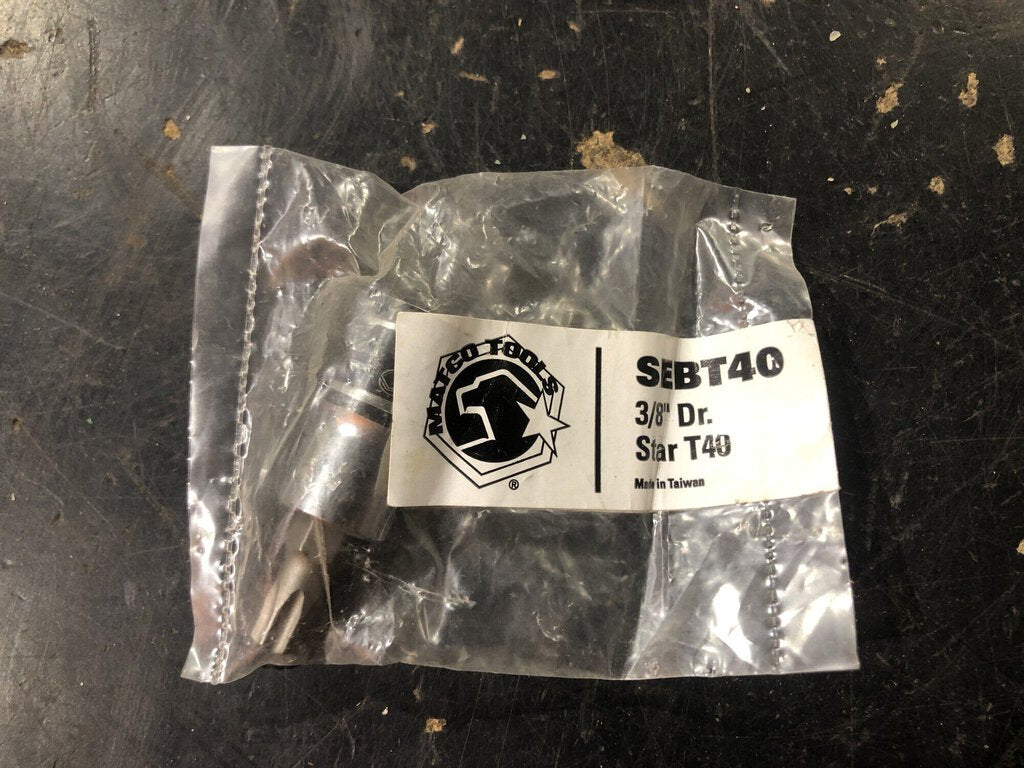 MATCO TOOLS
®
SEBT40
3/8" Dr.
Star T40
Made in Taiwan